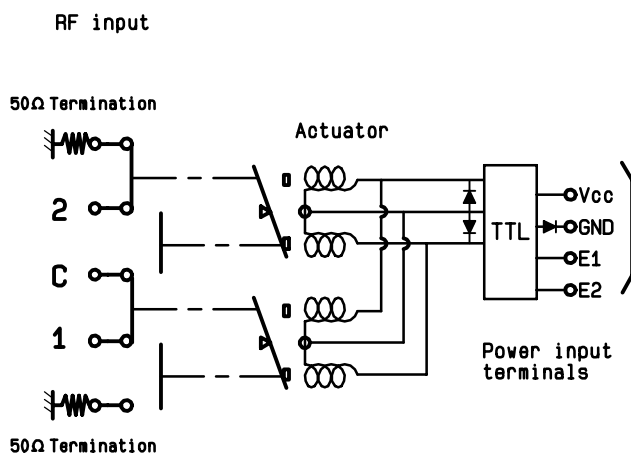 RF input
50Ω Termination
Actuator
2
C
1
TTL
Vcc
GND
E1
E2
Power input
terminals
50Ω Termination